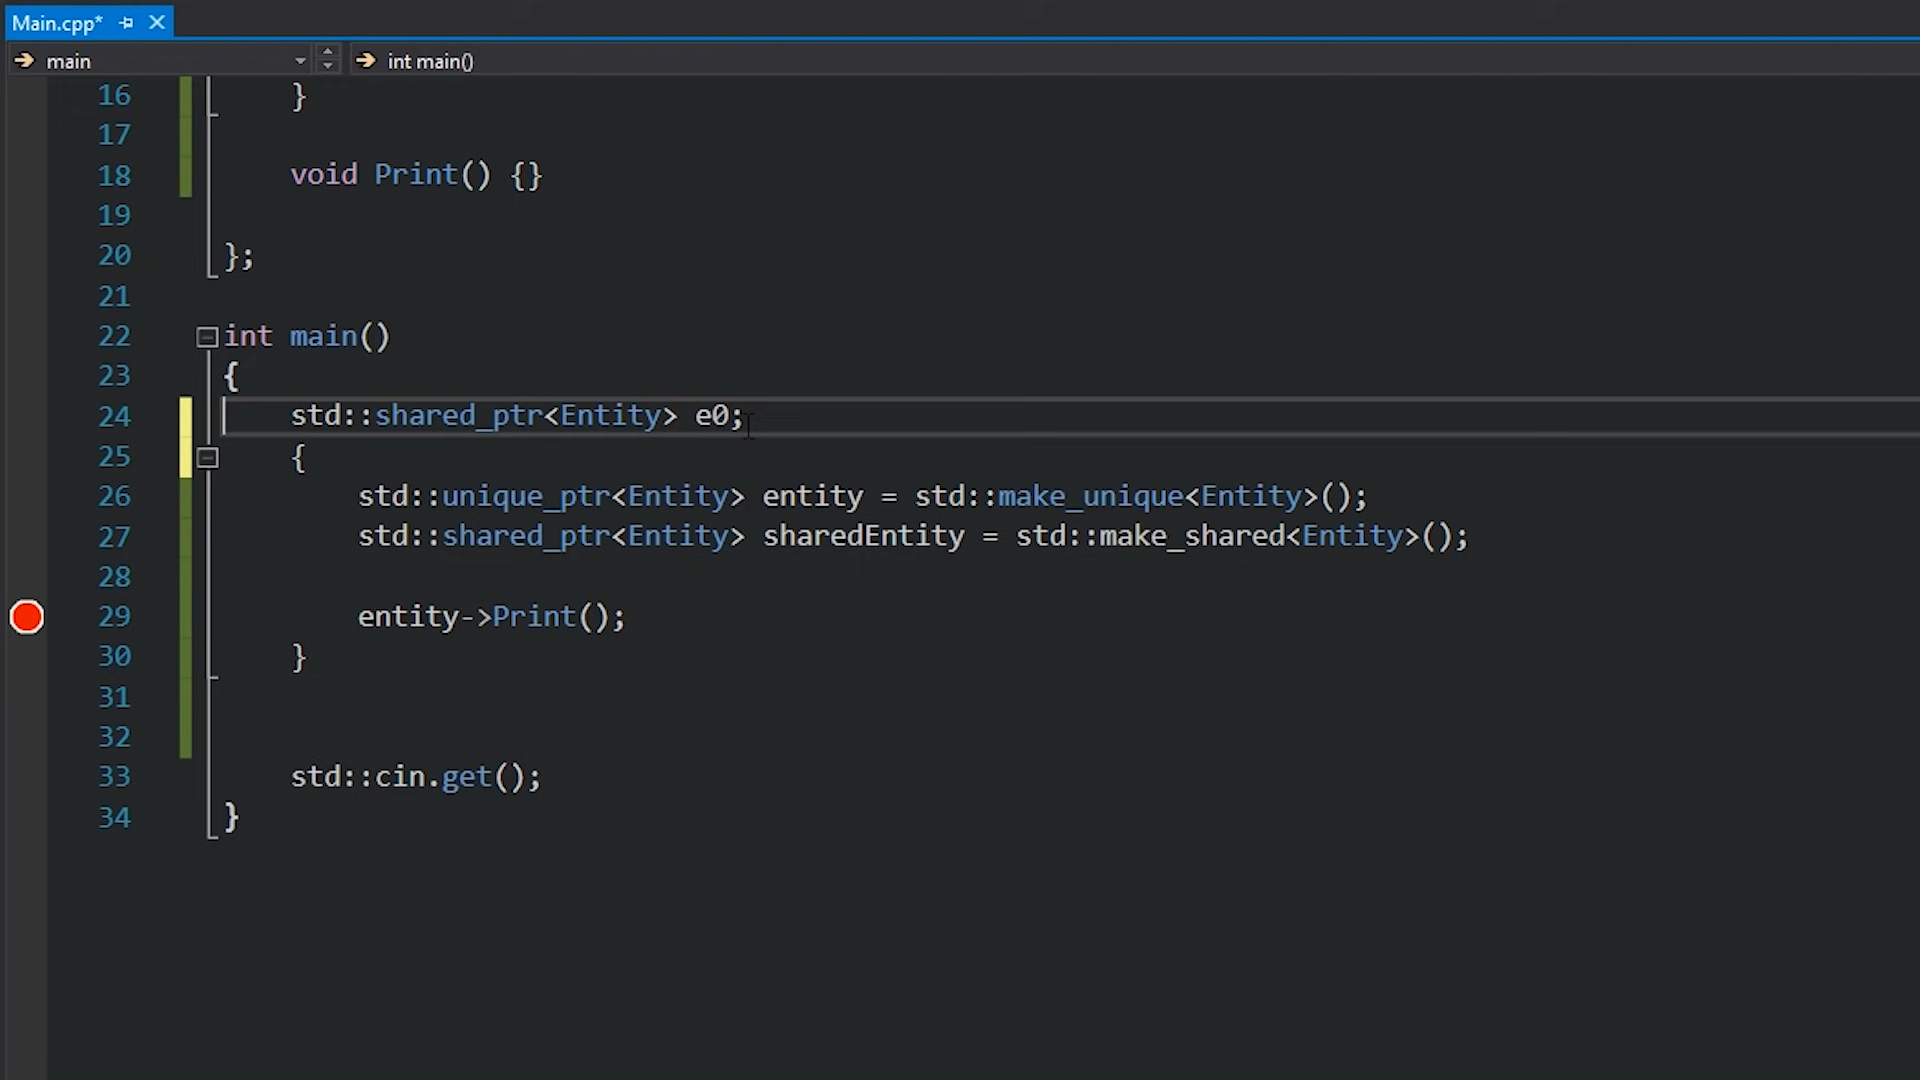 Main.cpp*
main int main()
16 }
17
18 void Print() {}
19
20 };
21
22 int main()
23 {
24 std::shared_ptr<Entity> e0;
25 {
26 std::unique_ptr<Entity> entity = std::make_unique<Entity>();
27 std::shared_ptr<Entity> sharedEntity = std::make_shared<Entity>();
28
29 entity->Print();
30 }
31
32
33 std::cin.get();
34 }